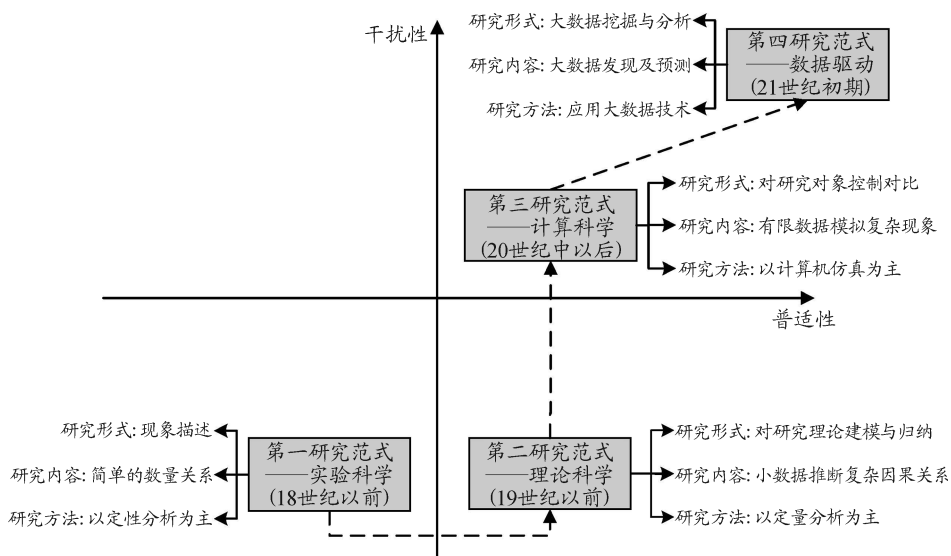 干扰性
研究形式:大数据挖掘与分析
研究内容:大数据发现及预测
研究方法:应用大数据技术
第四研究范式
——数据驱动
(21世纪初期)
第三研究范式
——计算科学
(20世纪中以后)
研究形式:对研究对象控制对比
研究内容:有限数据模拟复杂现象
研究方法:以计算机仿真为主
普适性
研究形式:现象描述
研究内容:简单的数量关系
研究方法:以定性分析为主
第一研究范式
——实验科学
(18世纪以前)
第二研究范式
——理论科学
(19世纪以前)
研究形式:对研究理论建模与归纳
研究内容:小数据推断复杂因果关系
研究方法:以定量分析为主